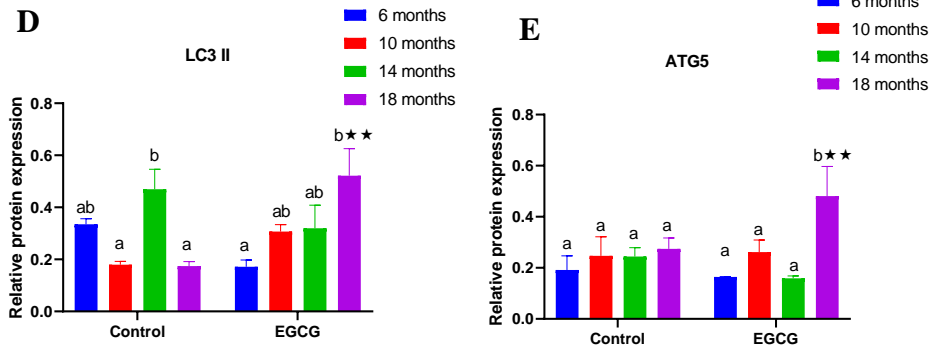 D
LC3 II
6 months
10 months
14 months
18 months
Relative protein expression
0.8
0.6
0.4
0.2
0.0
ab
a
b
a
a
ab
ab
b★★
Control
EGCG
E
ATG5
6 months
10 months
14 months
18 months
Relative protein expression
0.8
0.6
0.4
0.2
0.0
a
a
a
a
a
a
a
b★★
Control
EGCG